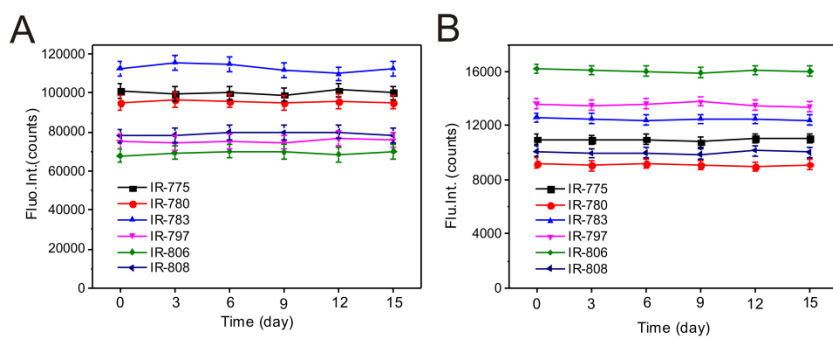 A
Fluo.Int.(counts)
120000
100000
80000
60000
40000
20000
0
IR-775
IR-780
IR-783
IR-797
IR-806
IR-808
0 3 6 9 12 15
Time (day)
B
Flu.Int. (counts)
16000
12000
8000
4000
0
IR-775
IR-780
IR-783
IR-797
IR-806
IR-808
0 3 6 9 12 15
Time (day)